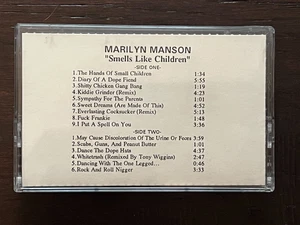 MARILYN MANSON
"Smells Like Children"
-SIDE ONE-
1.The Hands Of Small Children 1:34
2.Diary Of A Dope Fiend 5:55
3.Shitty Chicken Gang Bang 1:19
4.Kiddie Grinder (Remix) 4:23
5.Sympathy For The Parents 1:01
6.Sweet Dreams (Are Made Of This) 4:52
7.Everlasting Cocksucker (Remix) 5:13
8.Fuck Frankie 1:48
9.I Put A Spell On You 3:36
-SIDE TWO-
1.May Cause Discoloration Of The Urine Or Feces 3:59
2.Scabs, Guns, And Peanut Butter 1:01
3.Dance The Dope Hats 4:46
4.Whitetrash (Remixed By Tony Wiggins) 2:47
5.Dancing With The One Legged... :46
6.Rock And Roll Nigger 3:33